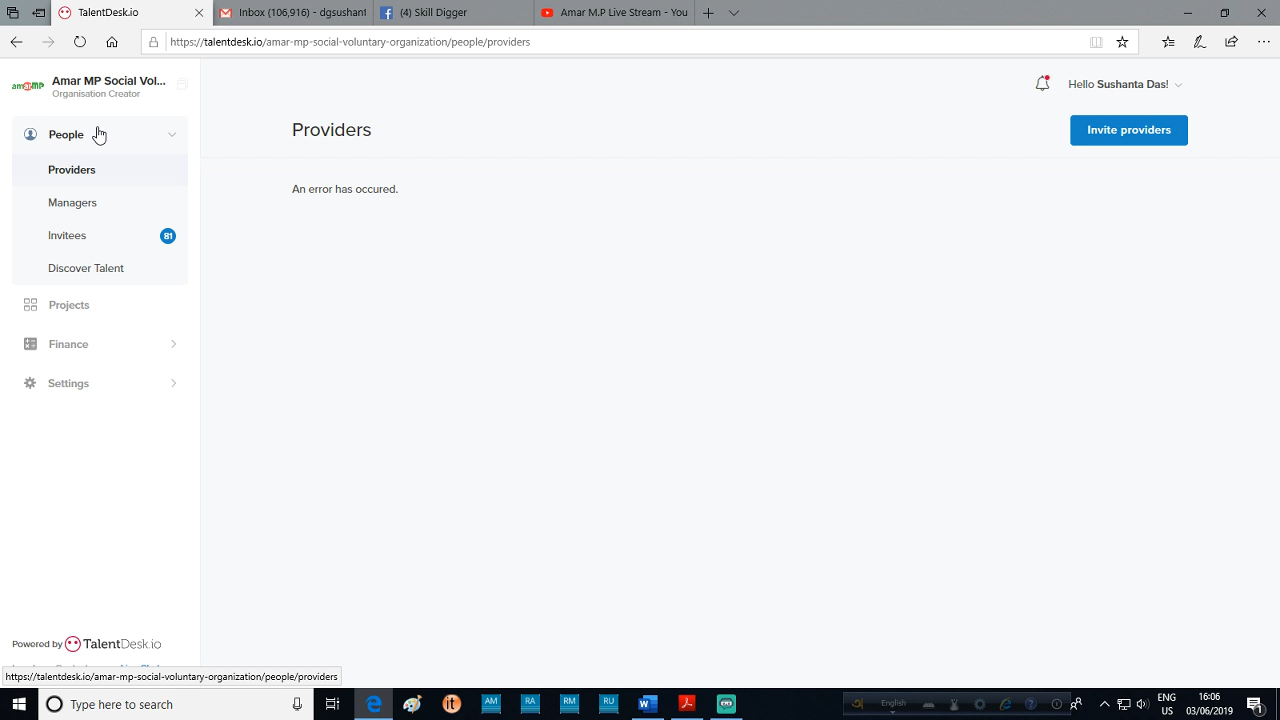 TalentDesk.io
Inbox (106,916) - dgsushant
(4) Skill Digger
Amar M.P Live Stream - You
https://talentdesk.io/amar-mp-social-voluntary-organization/people/providers
amarMP
Amar MP Social Vol...
Organisation Creator
Hello Sushanta Das!
People
Providers
Managers
Invitees
81
Discover Talent
Projects
Finance
Settings
Providers
Invite providers
An error has occured.
Powered by TalentDesk.io
https://talentdesk.io/amar-mp-social-voluntary-organization/people/providers
Type here to search
AM
RA
RM
RU
English
ENG
US
16:06
03/06/2019
1